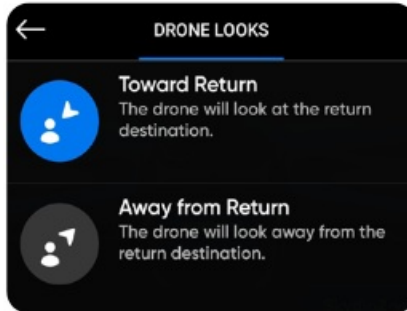 DRONE LOOKS
Toward Return
The drone will look at the return
destination.
Away from Return
The drone will look away from the
return destination.